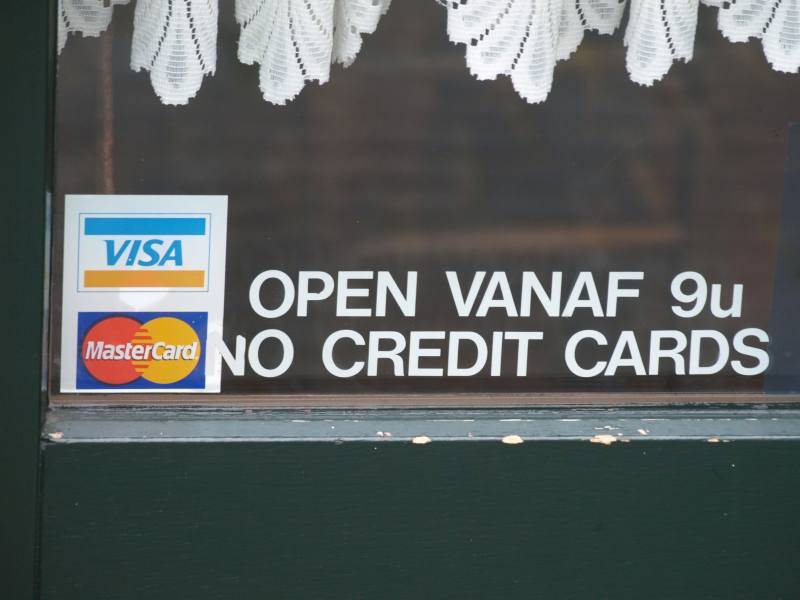 VISA
MasterCard
OPEN VANAF 9u
NO CREDIT CARDS